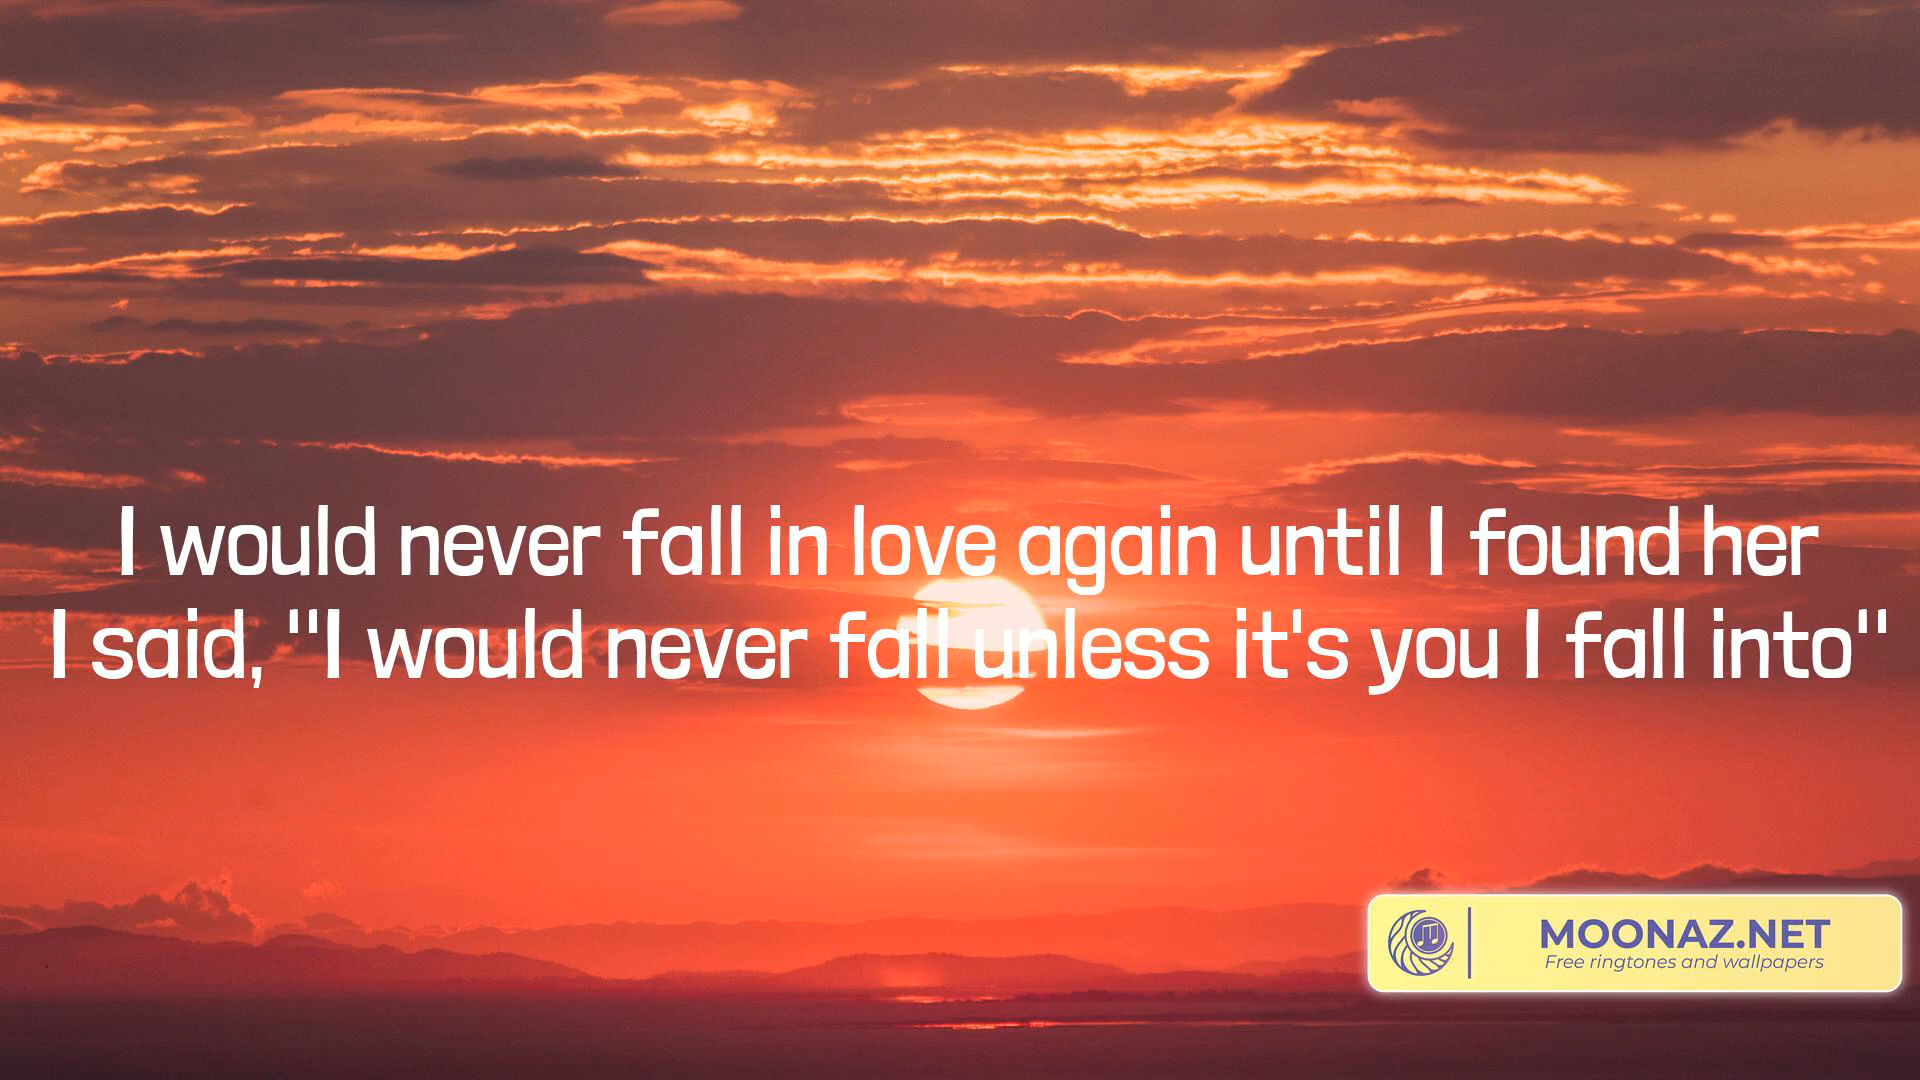 I would never fall in love again until I found her
I said, "I would never fall unless it's you I fall into"
MOONAZ.NET
Free ringtones and wallpapers